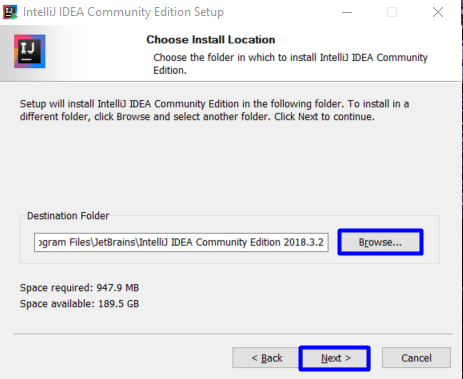 IntelliJ IDEA Community Edition Setup
IJ
Choose Install Location
Choose the folder in which to install IntelliJ IDEA Community
Edition.
Setup will install IntelliJ IDEA Community Edition in the following folder. To install in a
different folder, click Browse and select another folder. Click Next to continue.
Destination Folder
ogram Files\JetBrains\IntelliJ IDEA Community Edition 2018.3.2
Browse...
Space required: 947.9 MB
Space available: 189.5 GB
< Back
Next >
Cancel